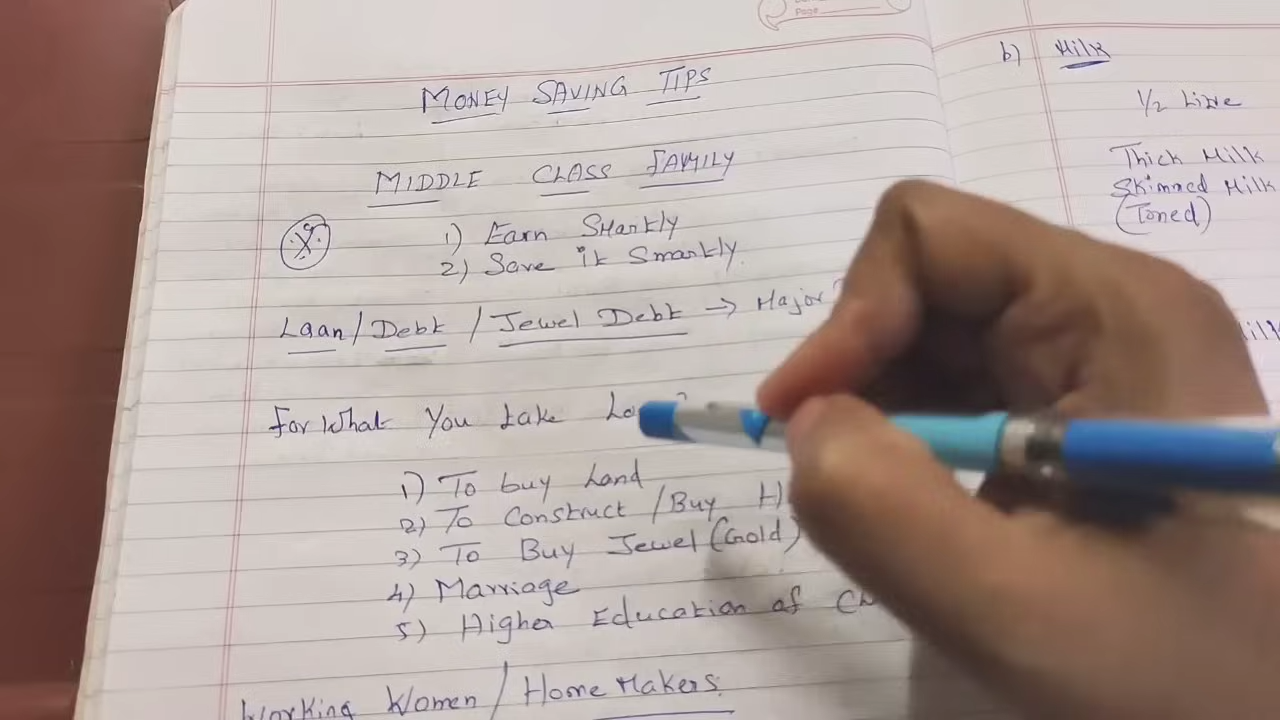 Page
MONEY SAVING TIPS
MIDDLE CLASS FAMILY
1) Earn Smartly
2) Save it Smartly
Loan / Debt / Jewel Debt → Major
For What You take
1) To buy Land
2) To Construct / Buy H
3) To Buy Jewel (Gold)
4) Marriage
5) Higher Education of Ch
Working Women / Home Makers.
b) Milk
1/2 Litre
Thick Milk
Skimmed Milk
(Toned)